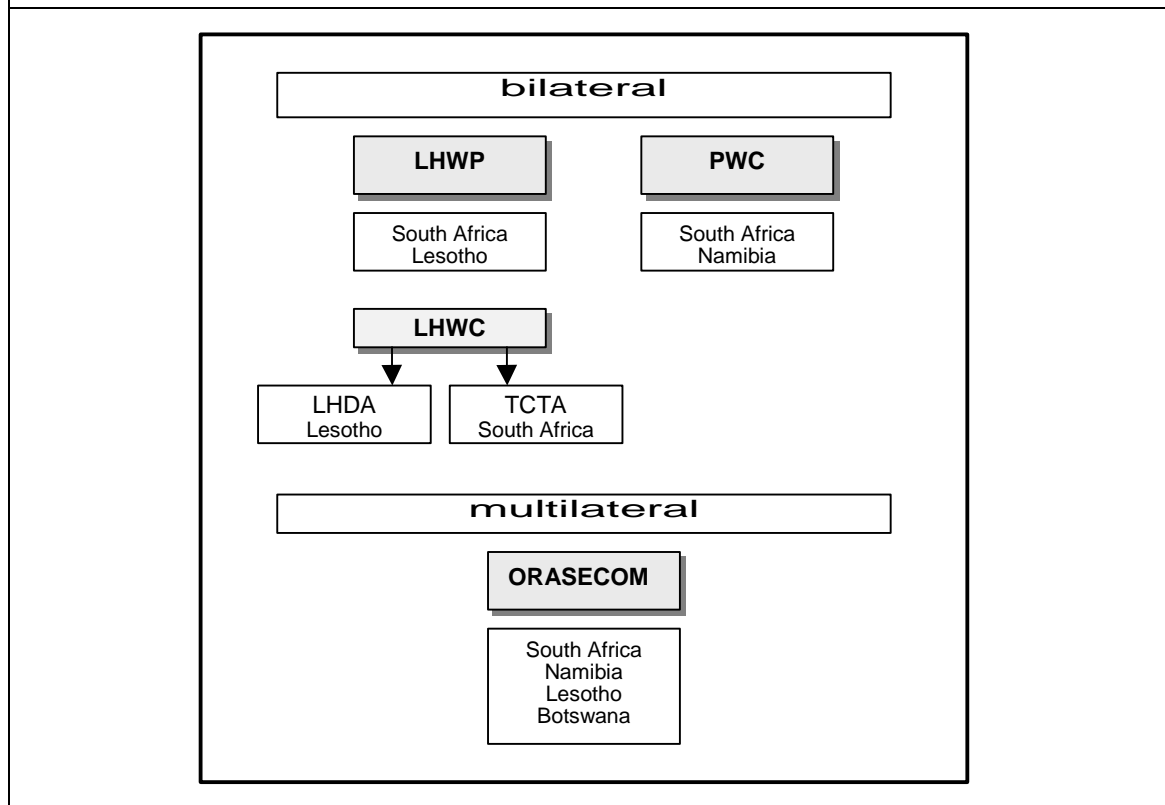 bilateral
LHWP
PWC
South Africa
Lesotho
South Africa
Namibia
LHWC
LHDA
Lesotho
TCTA
South Africa
multilateral
ORASECOM
South Africa
Namibia
Lesotho
Botswana